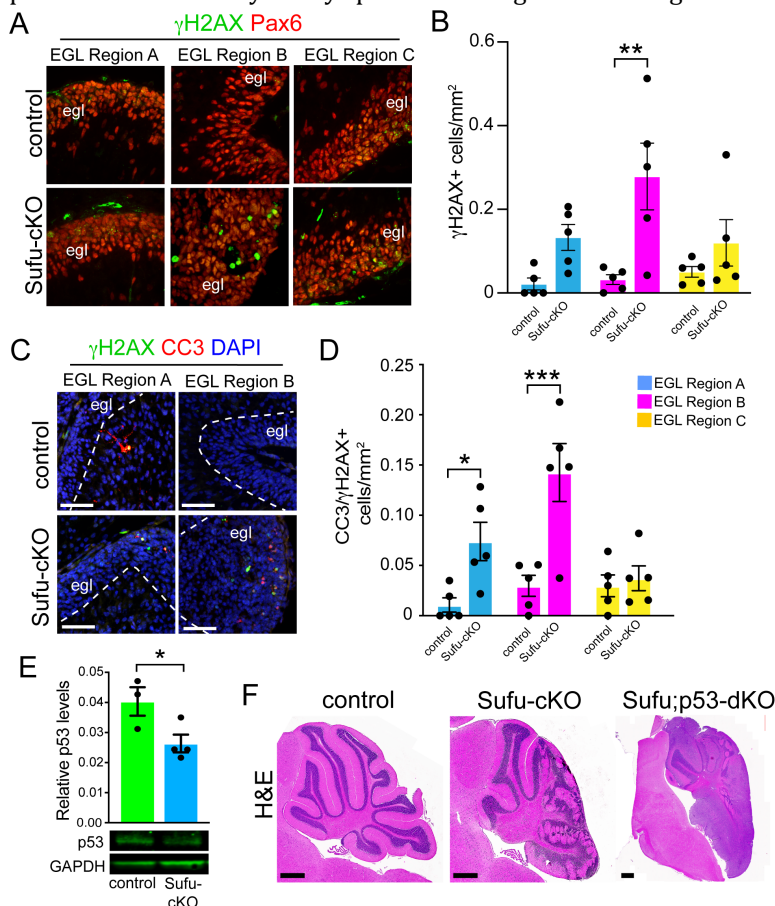 A
γH2AX Pax6
EGL Region A EGL Region B EGL Region C
control
egl
egl
egl
Sufu-cKO
egl
egl
egl
B
γH2AX+ cells/mm²
0.6
0.4
0.2
0
**
control
Sufu-cKO
control
Sufu-cKO
control
Sufu-cKO
C
γH2AX CC3 DAPI
EGL Region A EGL Region B
control
egl
egl
Sufu-cKO
egl
egl
D
CC3/γH2AX+
cells/mm²
0.25
0.20
0.15
0.10
0.05
0
*
***
EGL Region A
EGL Region B
EGL Region C
control
Sufu-cKO
control
Sufu-cKO
control
Sufu-cKO
E
Relative p53 levels
0.05
0.04
0.03
0.02
0.01
0.00
*
p53
GAPDH
control Sufu-
cKO
F
control Sufu-cKO Sufu;p53-dKO
H&E